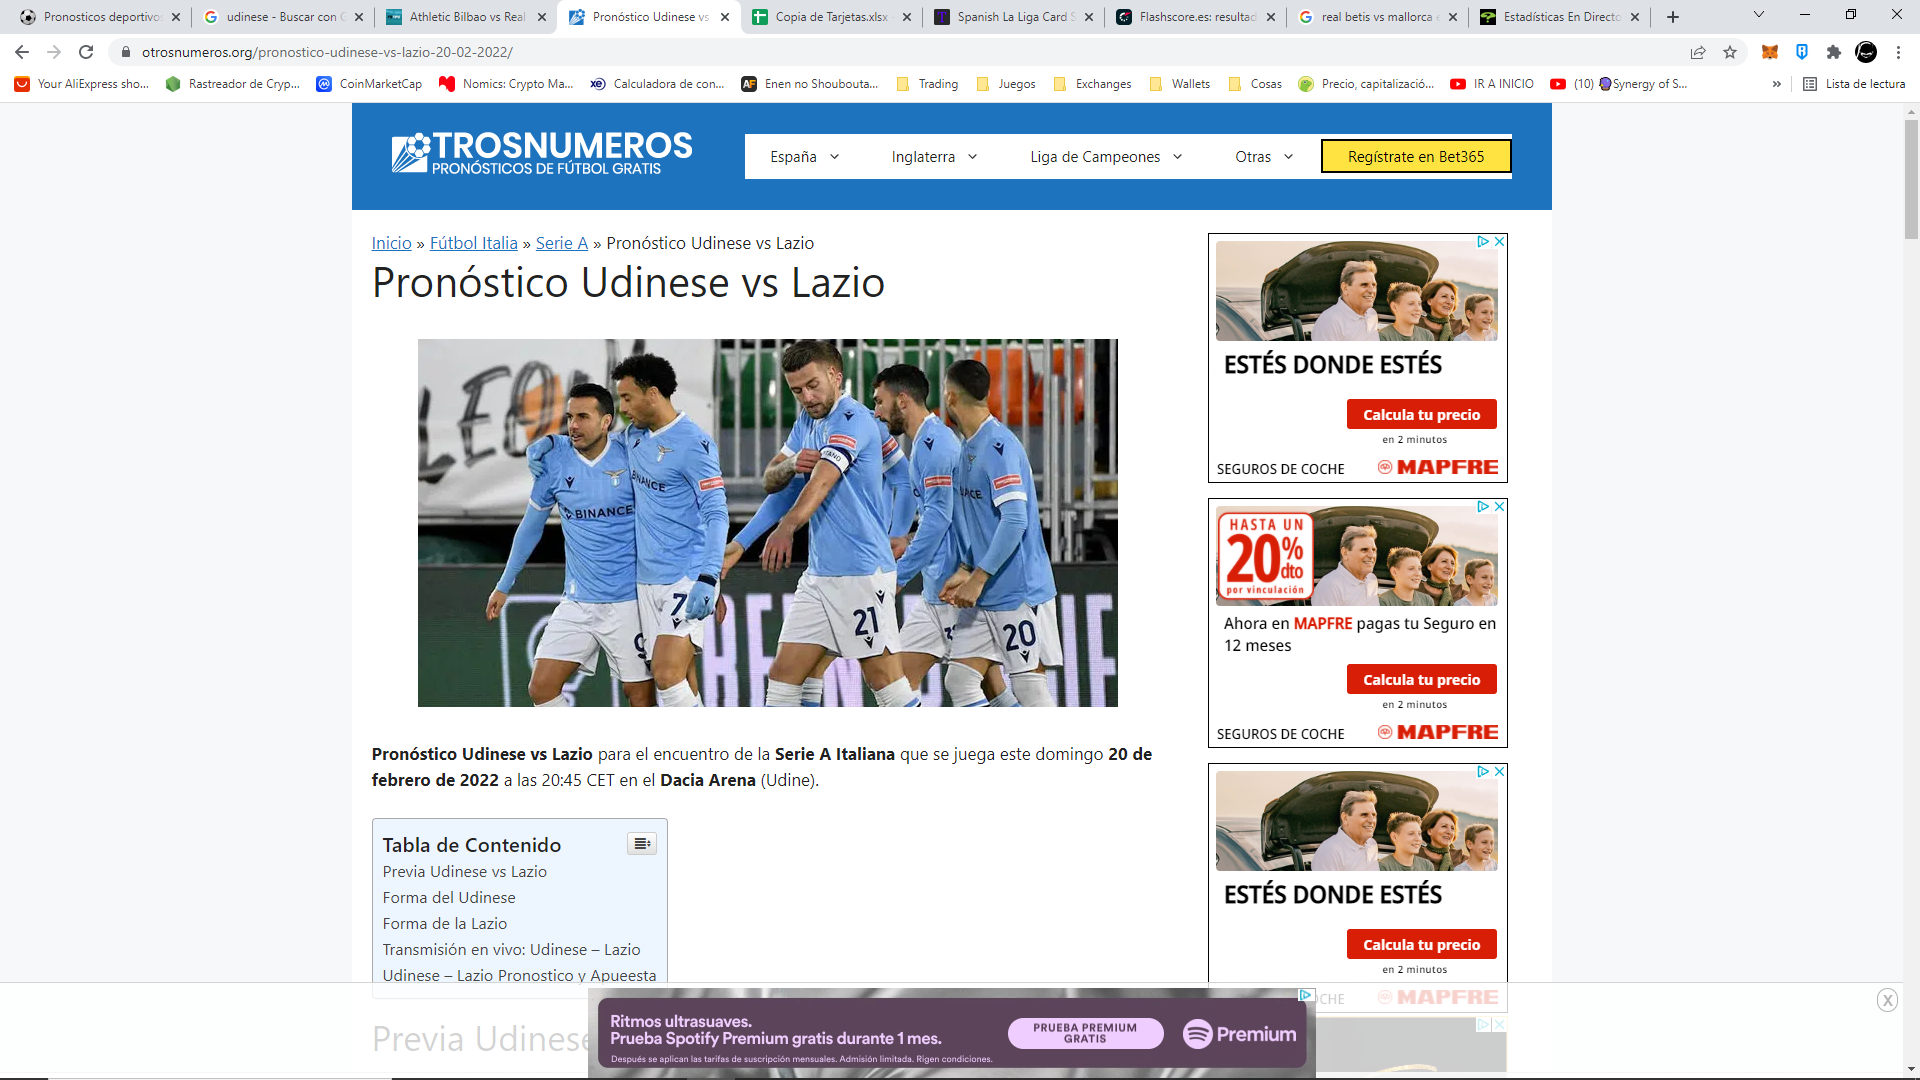 Pronosticos deportivos
udinese - Buscar con G
Athletic Bilbao vs Real
Pronóstico Udinese vs
Copia de Tarjetas.xlsx
Spanish La Liga Card S
Flashscore.es: resultad
real betis vs mallorca e
Estadísticas En Directo
otrosnumeros.org/pronostico-udinese-vs-lazio-20-02-2022/
Your AliExpress sho...
Rastreador de Cryp...
CoinMarketCap
Nomics: Crypto Ma...
Calculadora de con...
Enen no Shoubouta...
Trading
Juegos
Exchanges
Wallets
Cosas
Precio, capitalizació...
IR A INICIO
(10) Synergy of S...
»
Lista de lectura
TROSNUMEROS
PRONÓSTICOS DE FÚTBOL GRATIS
España
Inglaterra
Liga de Campeones
Otras
Regístrate en Bet365
Inicio » Fútbol Italia » Serie A » Pronóstico Udinese vs Lazio
Pronóstico Udinese vs Lazio
BINANCE
BINANCE
9
7
21
20
Pronóstico Udinese vs Lazio para el encuentro de la Serie A Italiana que se juega este domingo 20 de
febrero de 2022 a las 20:45 CET en el Dacia Arena (Udine).
Tabla de Contenido
Previa Udinese vs Lazio
Forma del Udinese
Forma de la Lazio
Transmisión en vivo: Udinese – Lazio
Udinese – Lazio Pronostico y Apueesta
Previa Udinese
ESTÉS DONDE ESTÉS
Calcula tu precio
en 2 minutos
SEGUROS DE COCHE
MAPFRE
HASTA UN
20% dto
por vinculación
Ahora en MAPFRE pagas tu Seguro en
12 meses
Calcula tu precio
en 2 minutos
SEGUROS DE COCHE
MAPFRE
ESTÉS DONDE ESTÉS
Calcula tu precio
en 2 minutos
OCHE
MAPFRE
Ritmos ultrasuaves.
Prueba Spotify Premium gratis durante 1 mes.
Después se aplican las tarifas de suscripción mensuales. Admisión limitada. Rigen condiciones.
PRUEBA PREMIUM
GRATIS
Premium